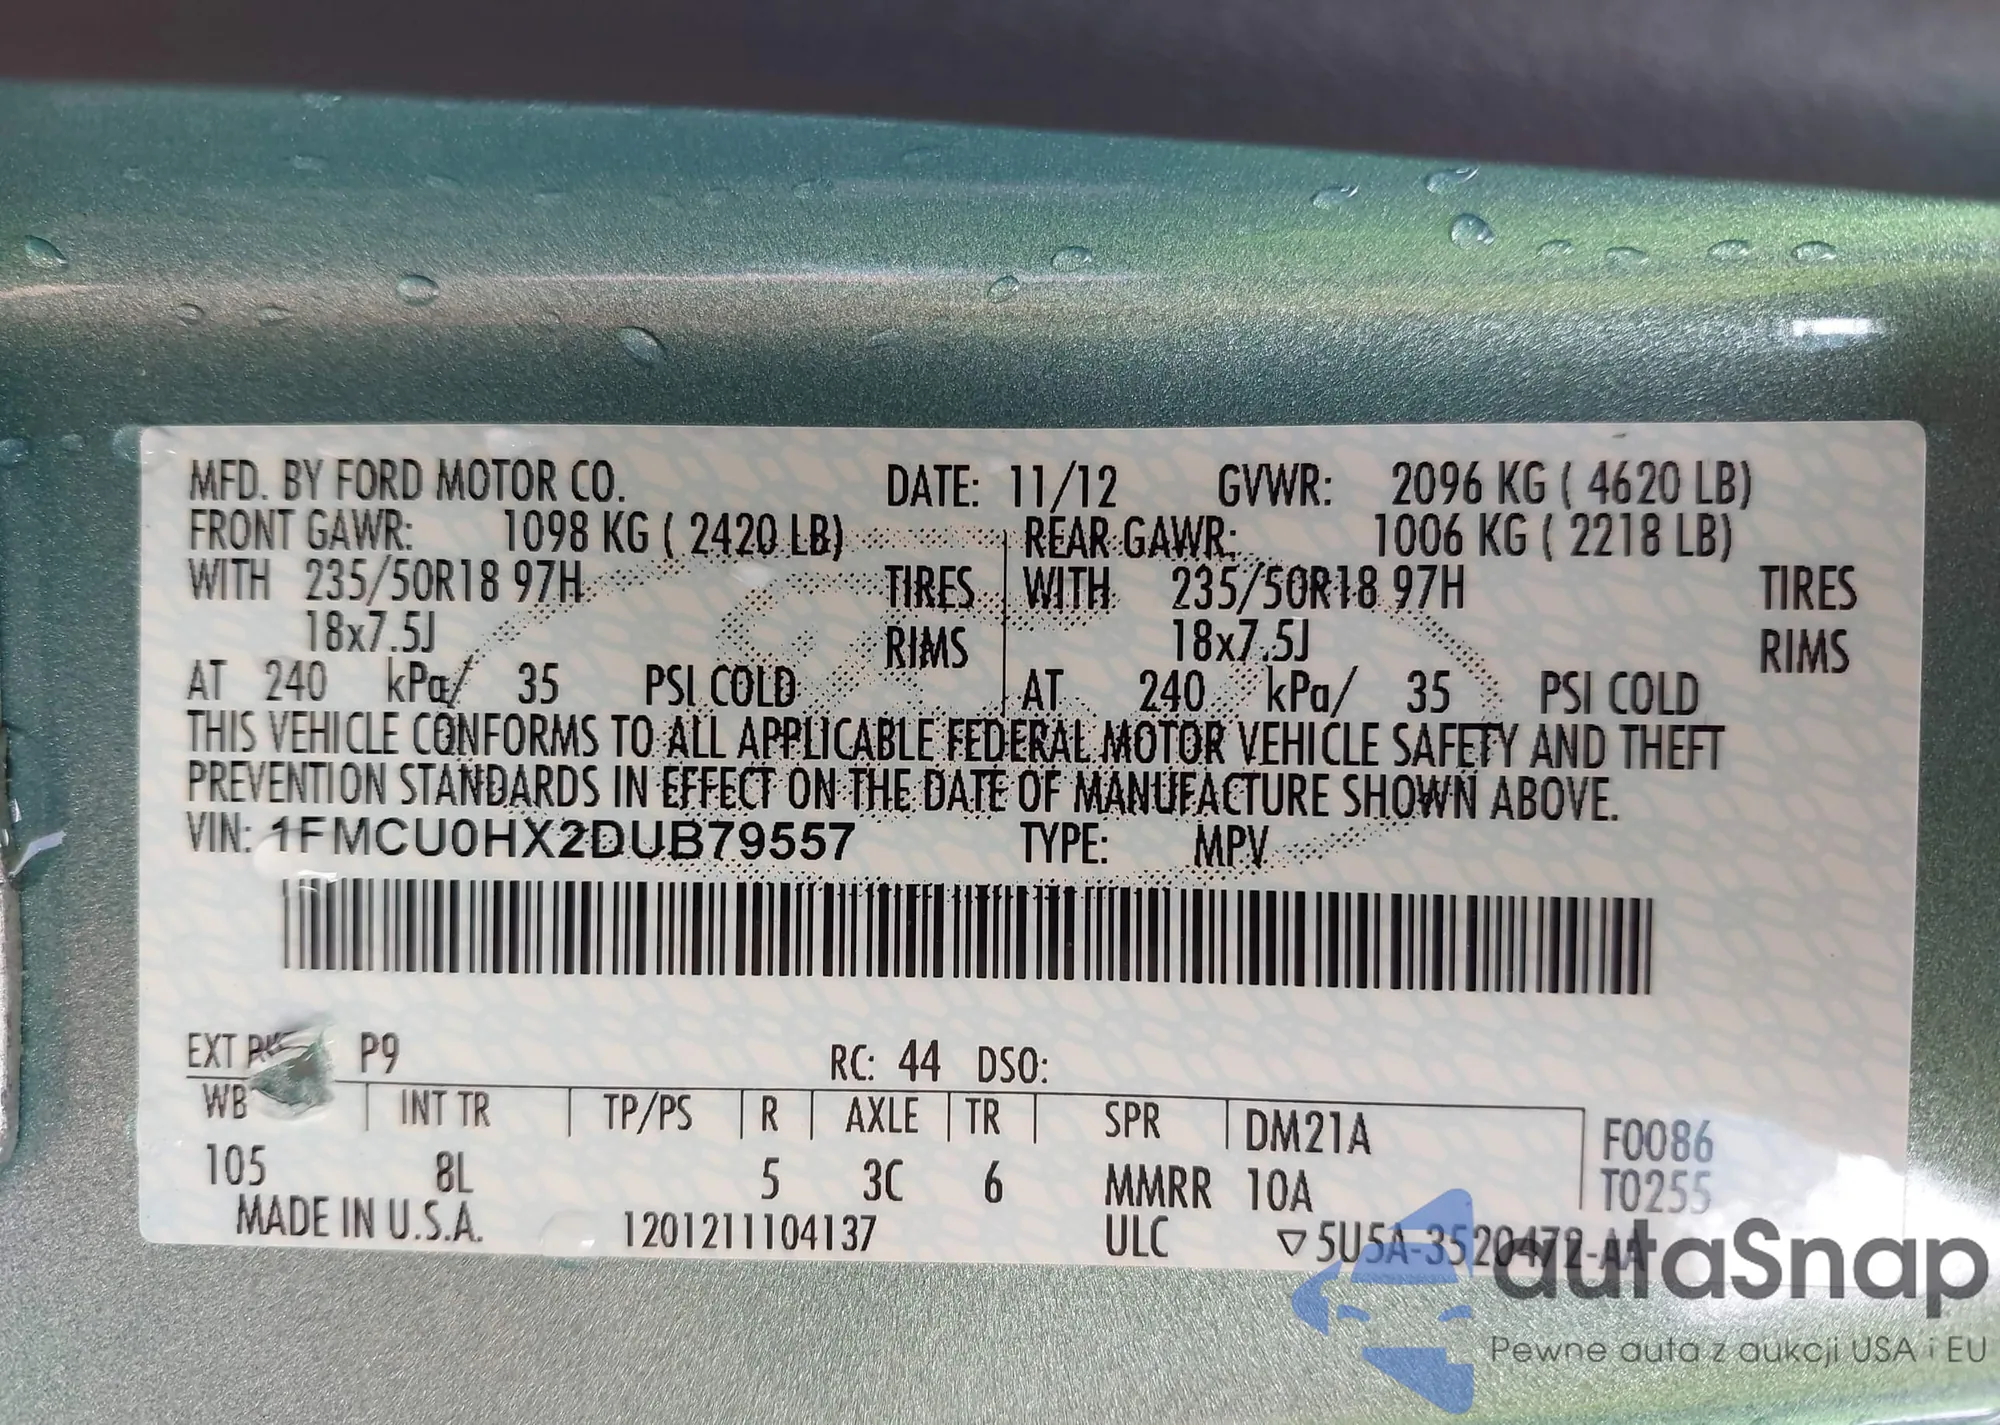 MFD. BY FORD MOTOR CO. DATE: 11/12 GVWR: 2096 KG ( 4620 LB)
FRONT GAWR: 1098 KG ( 2420 LB) REAR GAWR: 1006 KG ( 2218 LB)
WITH 235/50R18 97H TIRES WITH 235/50R18 97H TIRES
18x7.5J RIMS 18x7.5J RIMS
AT 240 kPa/ 35 PSI COLD AT 240 kPa/ 35 PSI COLD
THIS VEHICLE CONFORMS TO ALL APPLICABLE FEDERAL MOTOR VEHICLE SAFETY AND THEFT
PREVENTION STANDARDS IN EFFECT ON THE DATE OF MANUFACTURE SHOWN ABOVE.
VIN: 1FMCU0HX2DUB79557 TYPE: MPV
EXT P9 RC: 44 DSO:
WB INT TR TP/PS R AXLE TR SPR DM21A F0086
105 8L 5 3C 6 MMRR 10A T0255
MADE IN U.S.A. 1201211104137 ULC ▽5U5A-3520472-AA
autaSnap
Pewne auta z aukcji USA i EU